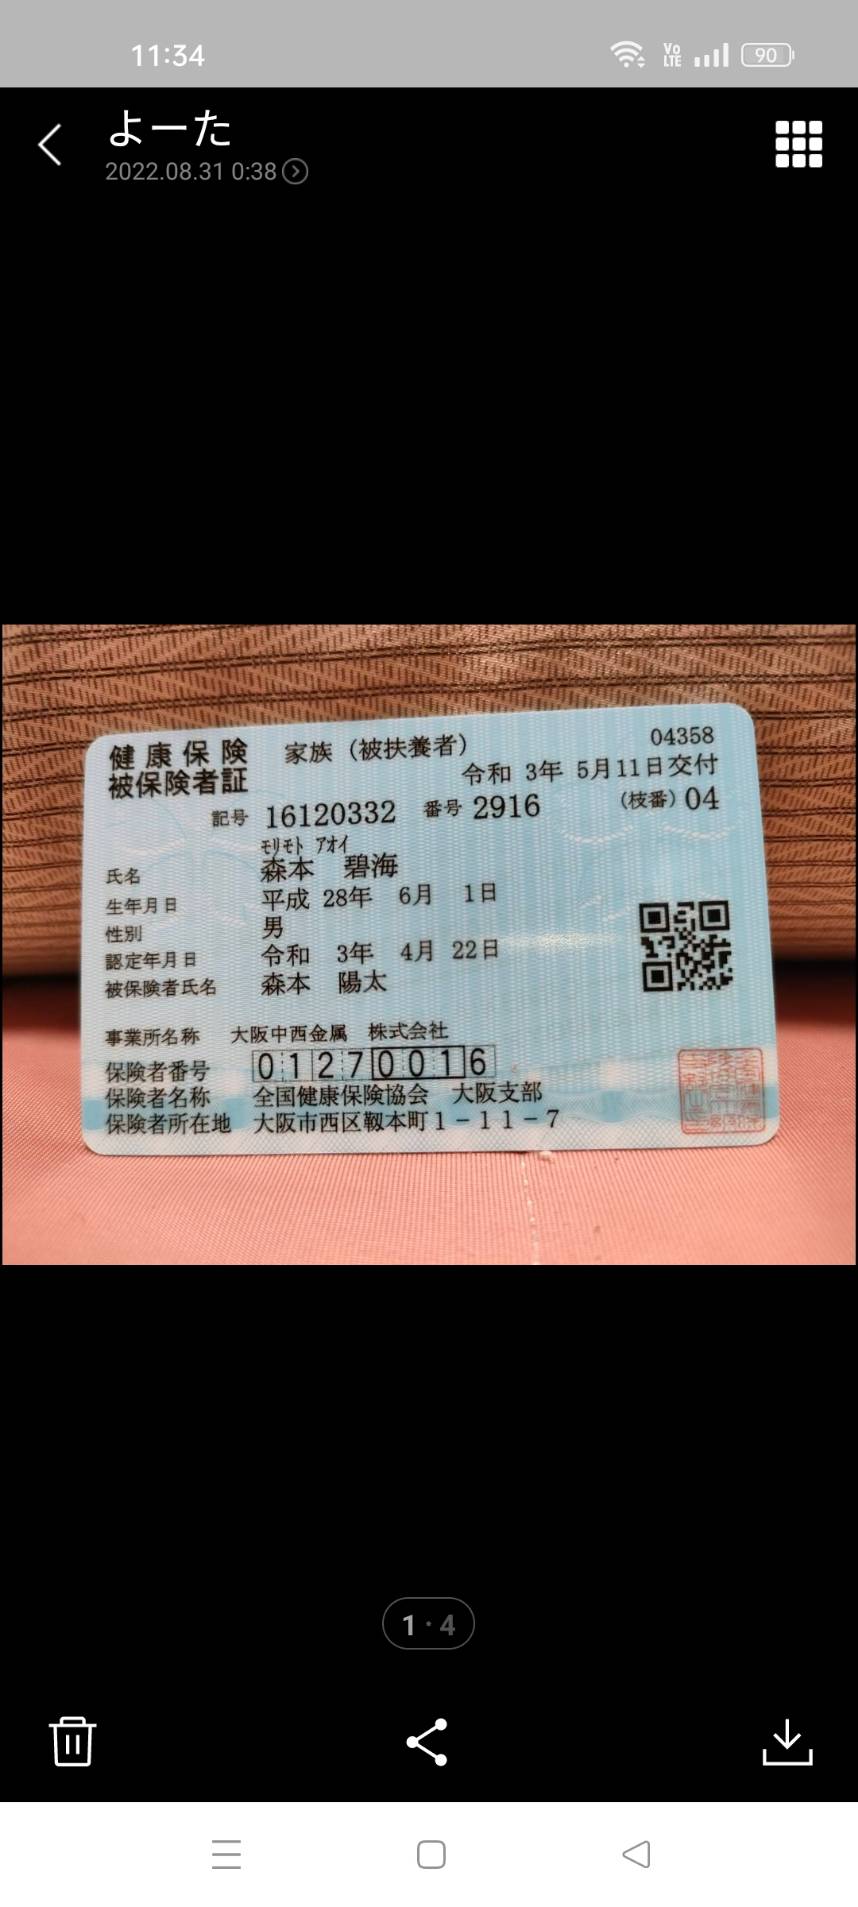 11:34
Vo LTE
90
よーた
2022.08.31 0:38
健康保険 家族(被扶養者) 04358
被保険者証 令和 3年 5月11日交付
記号 16120332 番号 2916 (枝番) 04
ﾓﾘﾓﾄ ｱｵｲ
氏名 森本 碧海
生年月日 平成 28年 6月 1日
性別 男
認定年月日 令和 3年 4月 22日
被保険者氏名 森本 陽太
事業所名称 大阪中西金属 株式会社
保険者番号 01270016
保険者名称 全国健康保険協会 大阪支部
保険者所在地 大阪市西区靱本町1-11-7
1・4